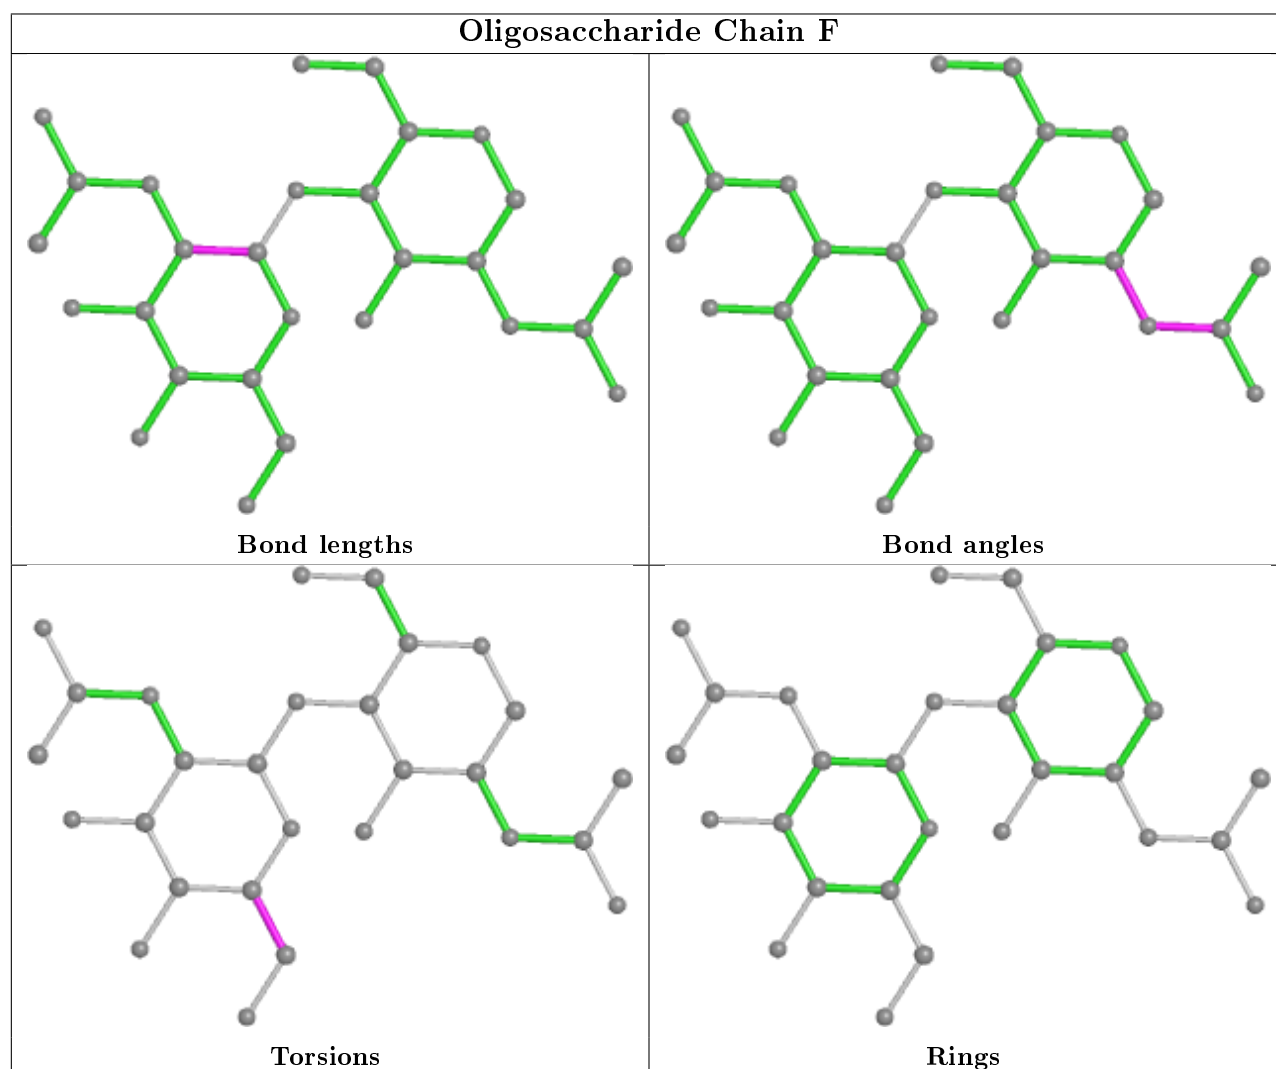 Oligosaccharide Chain F
Bond lengths
Bond angles
Torsions
Rings